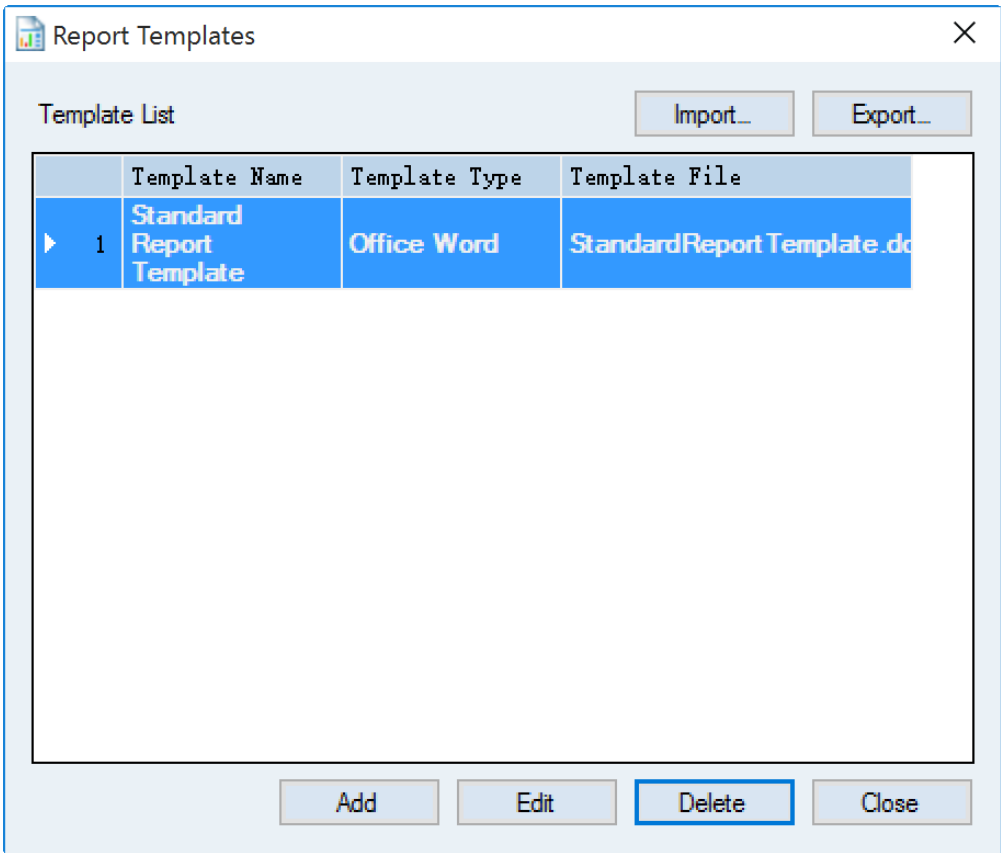 Report Templates
Template List
Import...
Export...
Template Name Template Type Template File
1 Standard Report Template Office Word StandardReportTemplate.do
Add Edit Delete Close